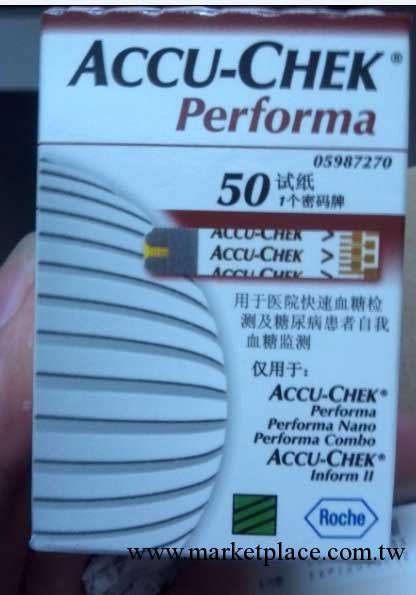 ACCU-CHEK®
Performa
05987270
50 试纸
1个密码牌
ACCU-CHEK >
ACCU-CHEK >
ACCU-CHEK >
用于医院快速血糖检
测及糖尿病患者自我
血糖监测
仅用于：
ACCU-CHEK®
Performa
Performa Nano
Performa Combo
ACCU-CHEK®
Inform II
Roche
www.marketplace.com.tw